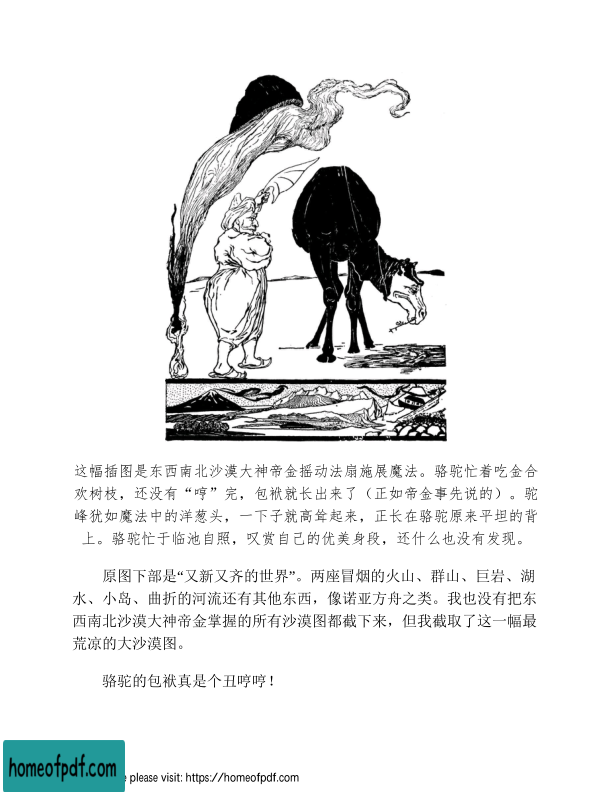 这幅插图是东西南北沙漠大神帝金摇动法扇施展魔法。骆驼忙着吃金合
欢树枝，还没有“哼”完，包袱就长出来了（正如帝金事先说的）。驼
峰犹如魔法中的洋葱头，一下子就高耸起来，正长在骆驼原来平坦的背
上。骆驼忙于临池自照，叹赏自己的优美身段，还什么也没有发现。
原图下部是“又新又齐的世界”。两座冒烟的火山、群山、巨岩、湖
水、小岛、曲折的河流还有其他东西，像诺亚方舟之类。我也没有把东
西南北沙漠大神帝金掌握的所有沙漠图都截下来，但我截取了这一幅最
荒凉的大沙漠图。
骆驼的包袱真是个丑哼哼！
homeofpdf.com
e please visit: https://homeofpdf.com